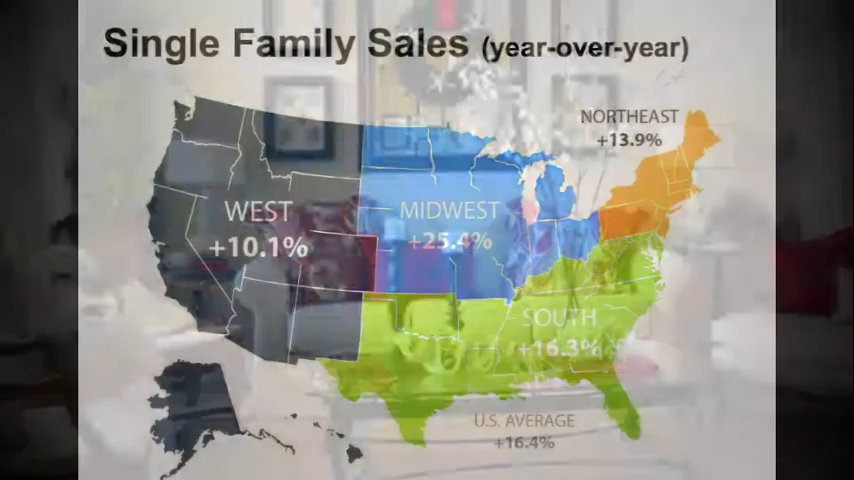 Single Family Sales (year-over-year)
NORTHEAST
+13.9%
WEST
+10.1%
MIDWEST
+25.4%
SOUTH
+16.3%
U.S. AVERAGE
+16.4%